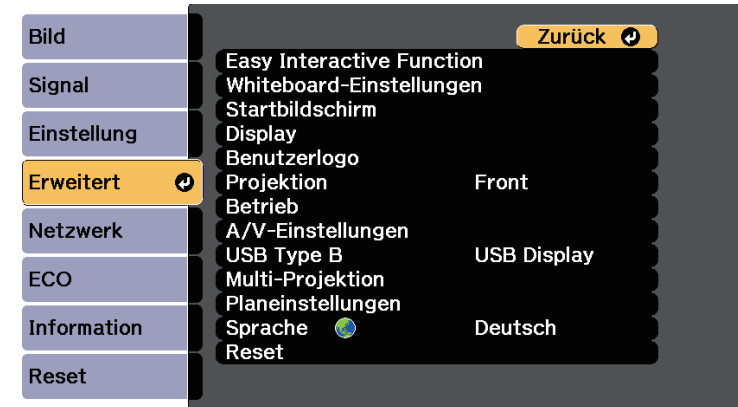 Bild
Signal
Einstellung
Erweitert
Netzwerk
ECO
Information
Reset
Zurück
Easy Interactive Function
Whiteboard-Einstellungen
Startbildschirm
Display
Benutzerlogo
Projektion Front
Betrieb
A/V-Einstellungen
USB Type B USB Display
Multi-Projektion
Planeinstellungen
Sprache Deutsch
Reset